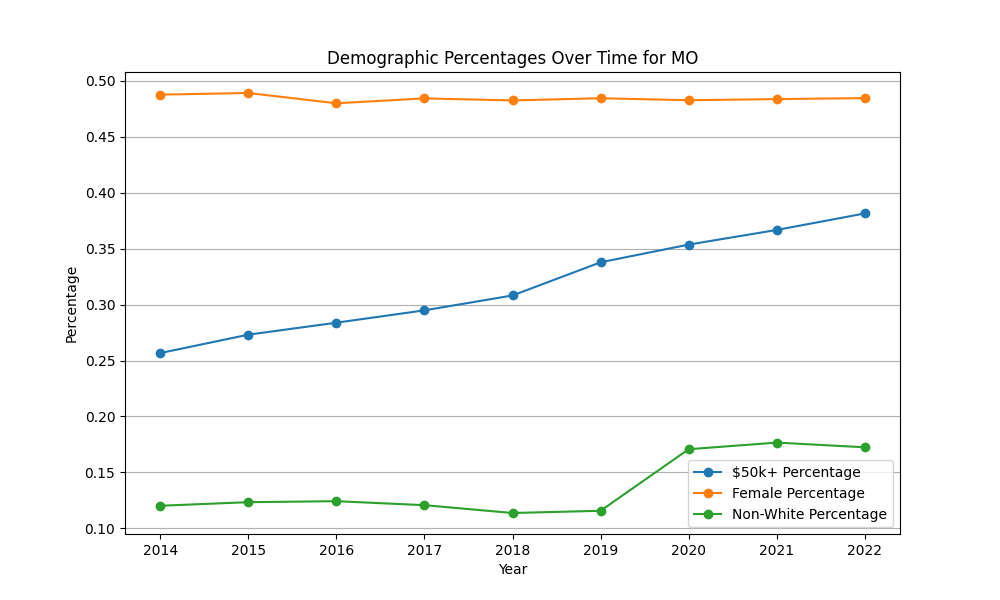 Demographic Percentages Over Time for MO
Percentage
0.50
0.45
0.40
0.35
0.30
0.25
0.20
0.15
0.10
$50k+ Percentage
Female Percentage
Non-White Percentage
2014 2015 2016 2017 2018 2019 2020 2021 2022
Year